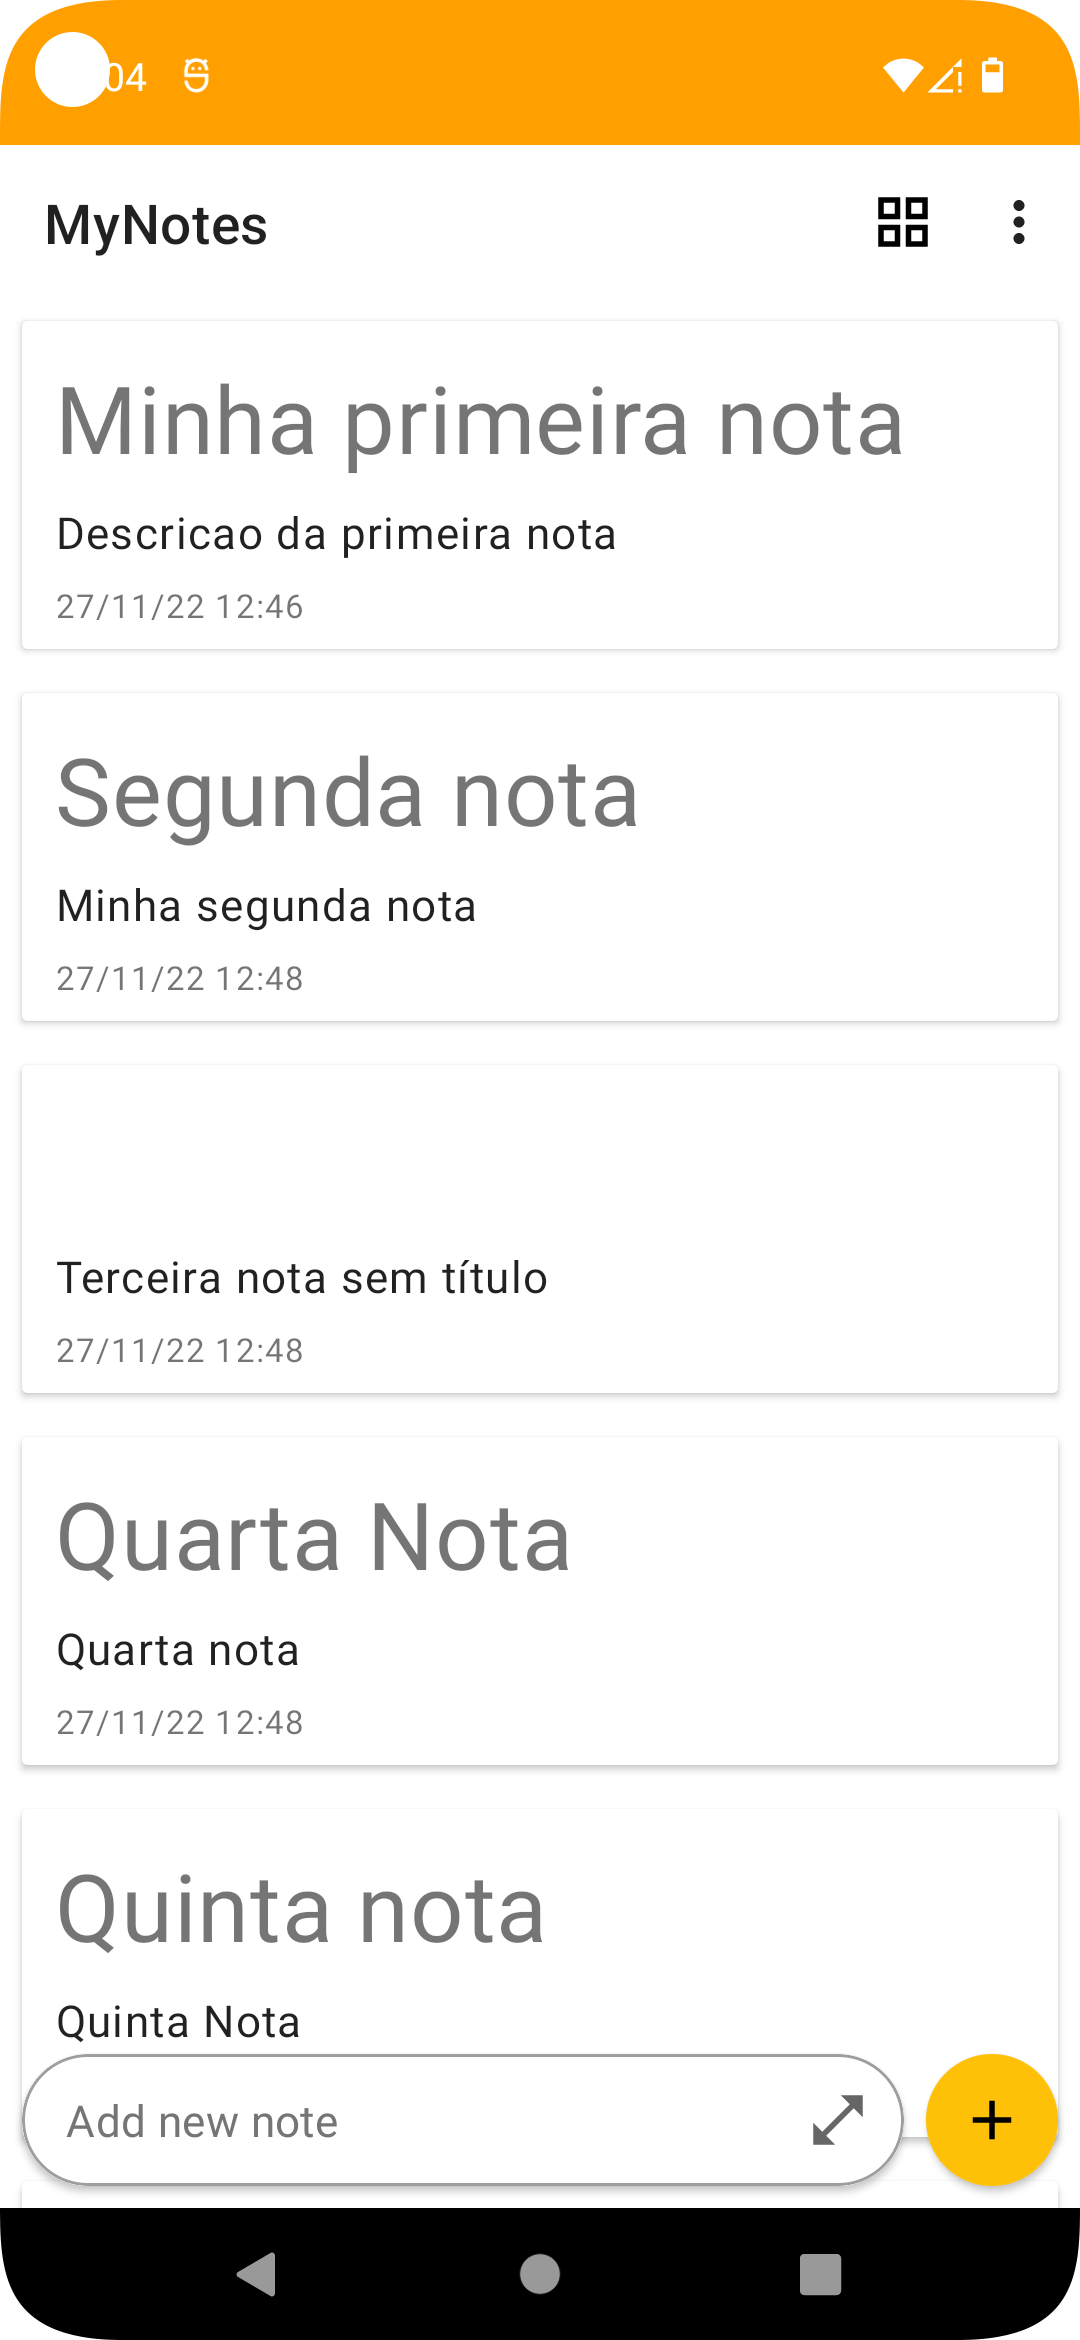 04
MyNotes
Minha primeira nota
Descricao da primeira nota
27/11/22 12:46
Segunda nota
Minha segunda nota
27/11/22 12:48
Terceira nota sem título
27/11/22 12:48
Quarta Nota
Quarta nota
27/11/22 12:48
Quinta nota
Quinta Nota
Add new note